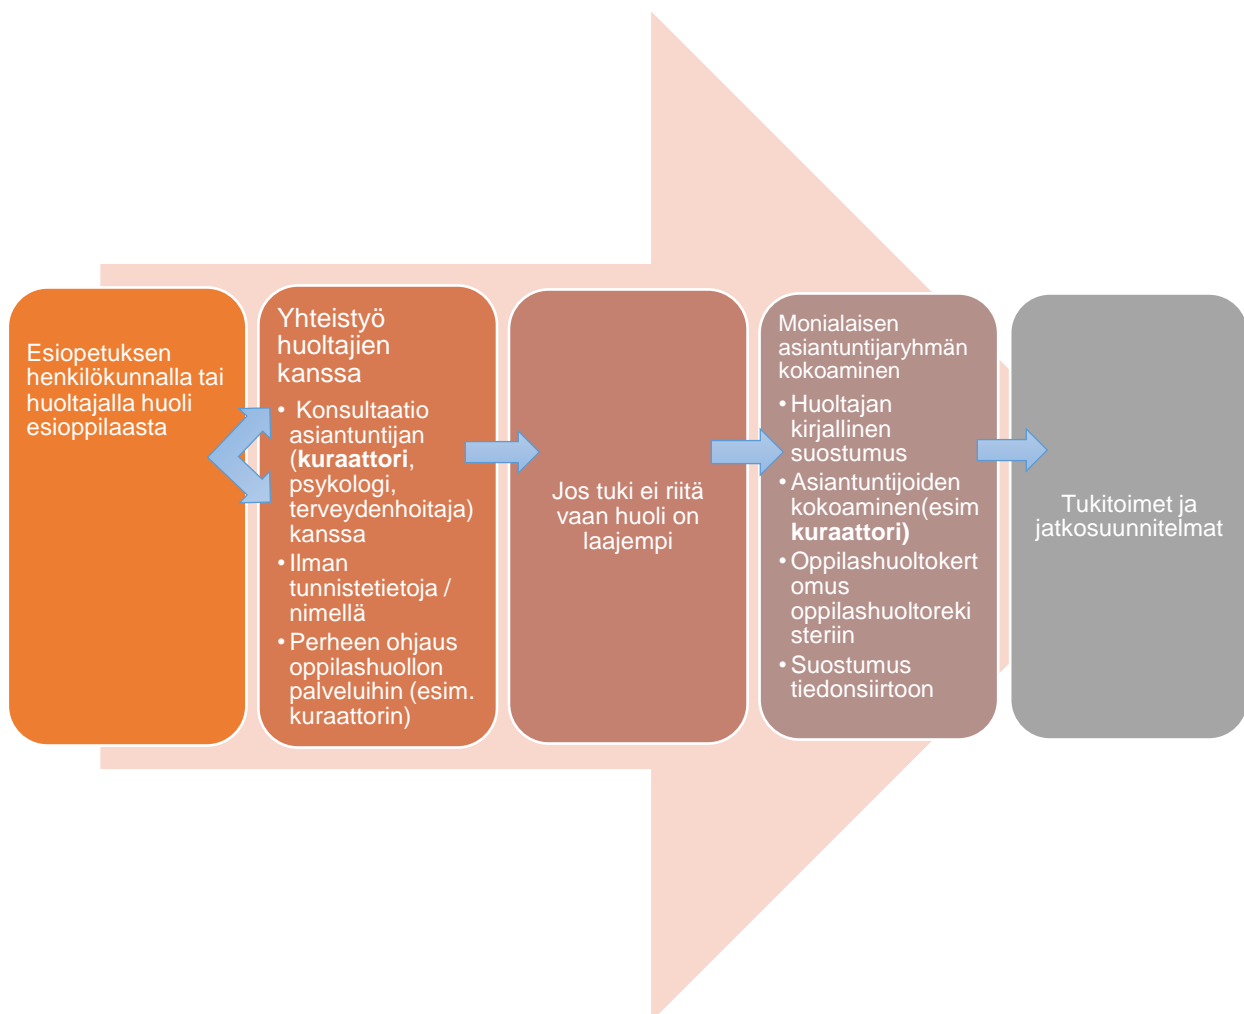 Esiopetuksen
henkilökunnalla tai
huoltajalla huoli
esioppilaasta
Yhteistyö
huoltajien
kanssa
• Konsultaatio
asiantuntijan
(kuraattori,
psykologi,
terveydenhoitaja)
kanssa
• Ilman
tunnistetietoja /
nimellä
• Perheen ohjaus
oppilashuollon
palveluihin (esim.
kuraattorin)
Jos tuki ei riitä
vaan huoli on
laajempi
Monialaisen
asiantuntijaryhmän
kokoaminen
• Huoltajan
kirjallinen
suostumus
• Asiantuntijoiden
kokoaminen(esim
kuraattori)
• Oppilashuoltokert
omus
oppilashuoltoreki
steriin
• Suostumus
tiedonsiirtoon
Tukitoimet ja
jatkosuunnitelmat